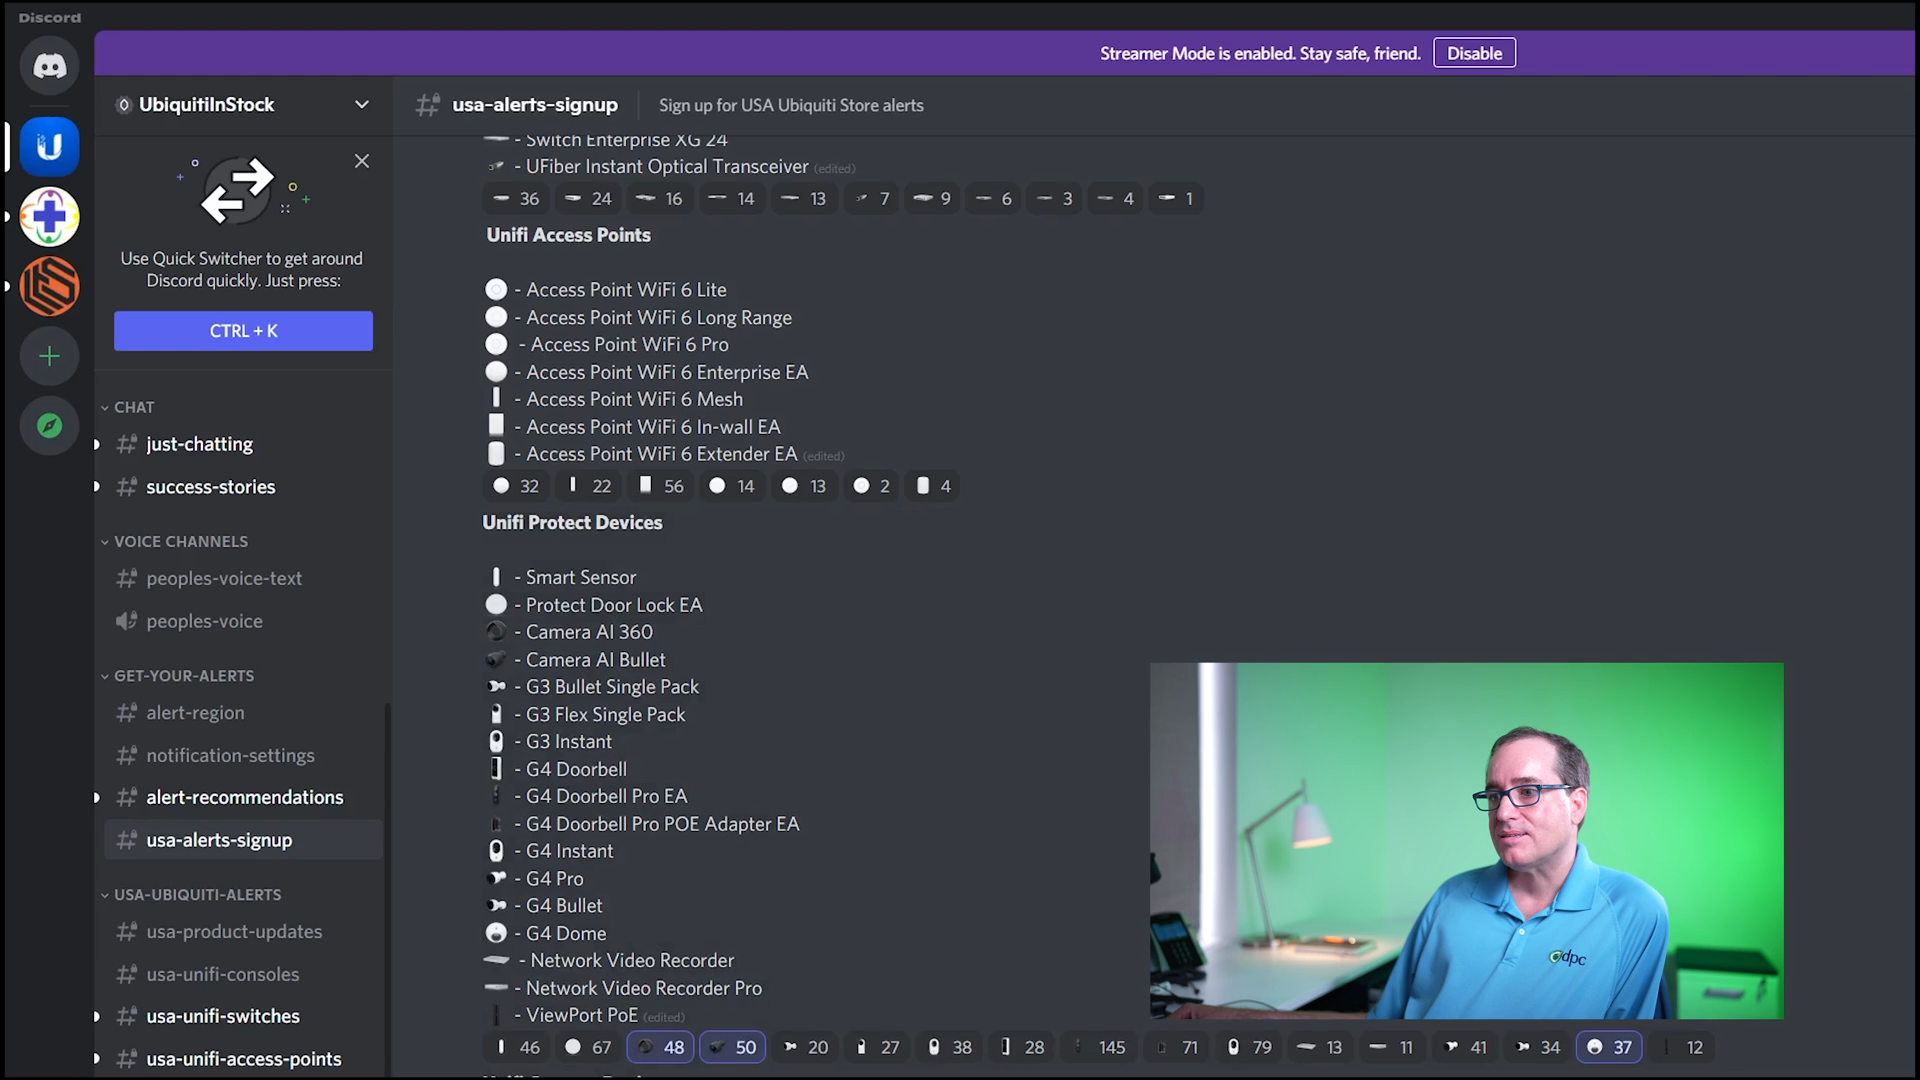 Discord
Streamer Mode is enabled. Stay safe, friend. Disable
UbiquitiInStock
usa-alerts-signup Sign up for USA Ubiquiti Store alerts
Use Quick Switcher to get around
Discord quickly. Just press:
CTRL + K
CHAT
just-chatting
success-stories
VOICE CHANNELS
peoples-voice-text
peoples-voice
GET-YOUR-ALERTS
alert-region
notification-settings
alert-recommendations
usa-alerts-signup
USA-UBIQUITI-ALERTS
usa-product-updates
usa-unifi-consoles
usa-unifi-switches
usa-unifi-access-points
- Switch Enterprise XG 24
- UFiber Instant Optical Transceiver (edited)
36 24 16 14 13 7 9 6 3 4 1
Unifi Access Points
- Access Point WiFi 6 Lite
- Access Point WiFi 6 Long Range
- Access Point WiFi 6 Pro
- Access Point WiFi 6 Enterprise EA
- Access Point WiFi 6 Mesh
- Access Point WiFi 6 In-wall EA
- Access Point WiFi 6 Extender EA (edited)
32 22 56 14 13 2 4
Unifi Protect Devices
- Smart Sensor
- Protect Door Lock EA
- Camera AI 360
- Camera AI Bullet
- G3 Bullet Single Pack
- G3 Flex Single Pack
- G3 Instant
- G4 Doorbell
- G4 Doorbell Pro EA
- G4 Doorbell Pro POE Adapter EA
- G4 Instant
- G4 Pro
- G4 Bullet
- G4 Dome
- Network Video Recorder
- Network Video Recorder Pro
- ViewPort PoE (edited)
46 67 48 50 20 27 38 28 145 71 79 13 11 41 34 37 12
dpc